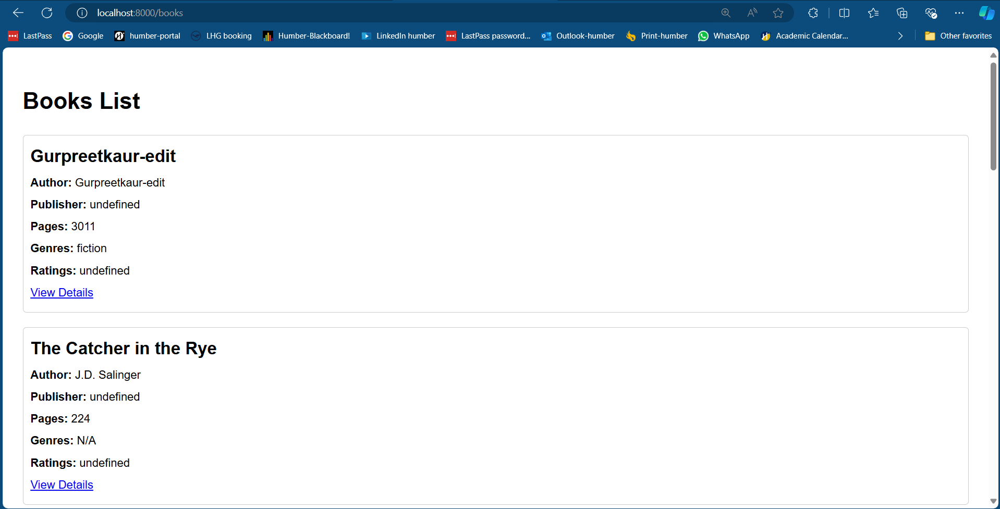 localhost:8000/books
LastPass Google humber-portal LHG booking Humber-Blackboard! LinkedIn humber LastPass password... Outlook-humber Print-humber WhatsApp Academic Calendar... Other favorites
Books List
Gurpreetkaur-edit
Author: Gurpreetkaur-edit
Publisher: undefined
Pages: 3011
Genres: fiction
Ratings: undefined
View Details
The Catcher in the Rye
Author: J.D. Salinger
Publisher: undefined
Pages: 224
Genres: N/A
Ratings: undefined
View Details